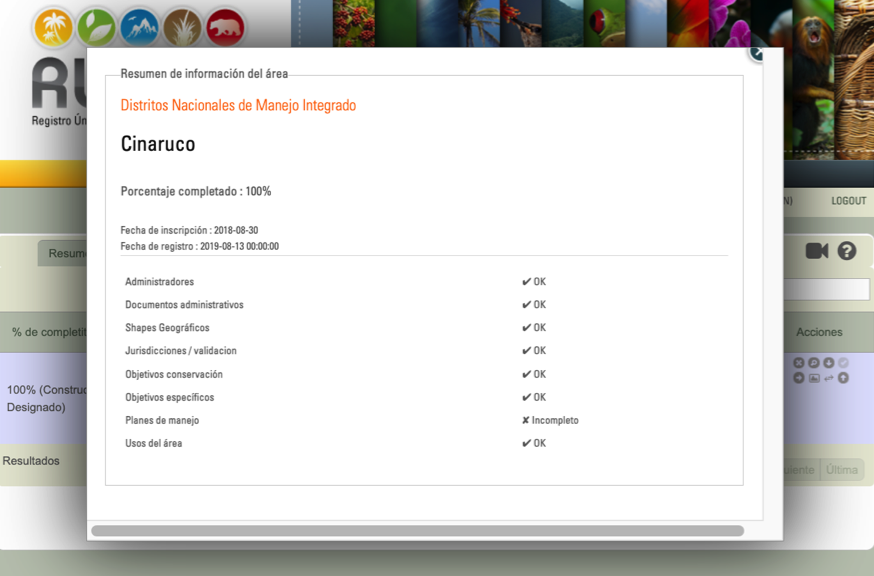 Registro Ún
Resumen de información del área
Distritos Nacionales de Manejo Integrado
Cinaruco
Porcentaje completado : 100%
Fecha de inscripción : 2018-08-30
Fecha de registro : 2019-08-13 00:00:00
Administradores ✔ OK
Documentos administrativos ✔ OK
Shapes Geográficos ✔ OK
Jurisdicciones / validacion ✔ OK
Objetivos conservación ✔ OK
Objetivos específicos ✔ OK
Planes de manejo ✘ Incompleto
Usos del área ✔ OK
N) LOGOUT
Resum
% de completit
Acciones
100% (Construc
Designado)
Resultados
uiente Última